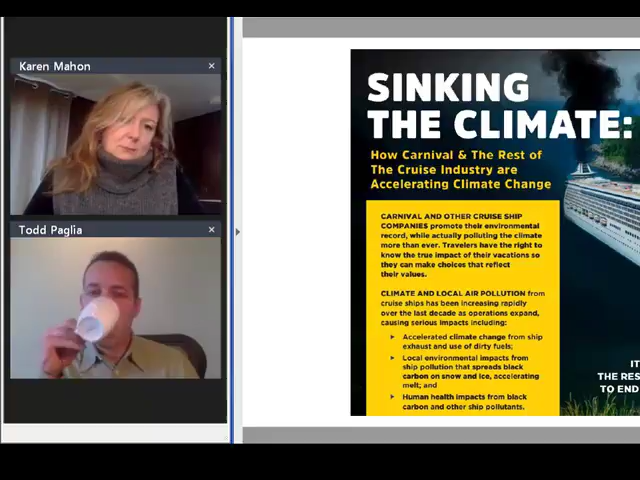 Karen Mahon
Todd Paglia
SINKING
THE CLIMATE:
How Carnival & The Rest of
The Cruise Industry are
Accelerating Climate Change
CARNIVAL AND OTHER CRUISE SHIP
COMPANIES promote their environmental
record, while actually polluting the climate
more than ever. Travelers have the right to
know the true impact of their vacations so
they can make choices that reflect
their values.
CLIMATE AND LOCAL AIR POLLUTION from
cruise ships has been increasing rapidly
over the last decade as operations expand,
causing serious impacts including:
Accelerated climate change from ship
exhaust and use of dirty fuels;
Local environmental impacts from
ship pollution that spreads black
carbon on snow and ice, accelerating
melt; and
Human health impacts from black
carbon and other ship pollutants.
IT
THE RES
TO END